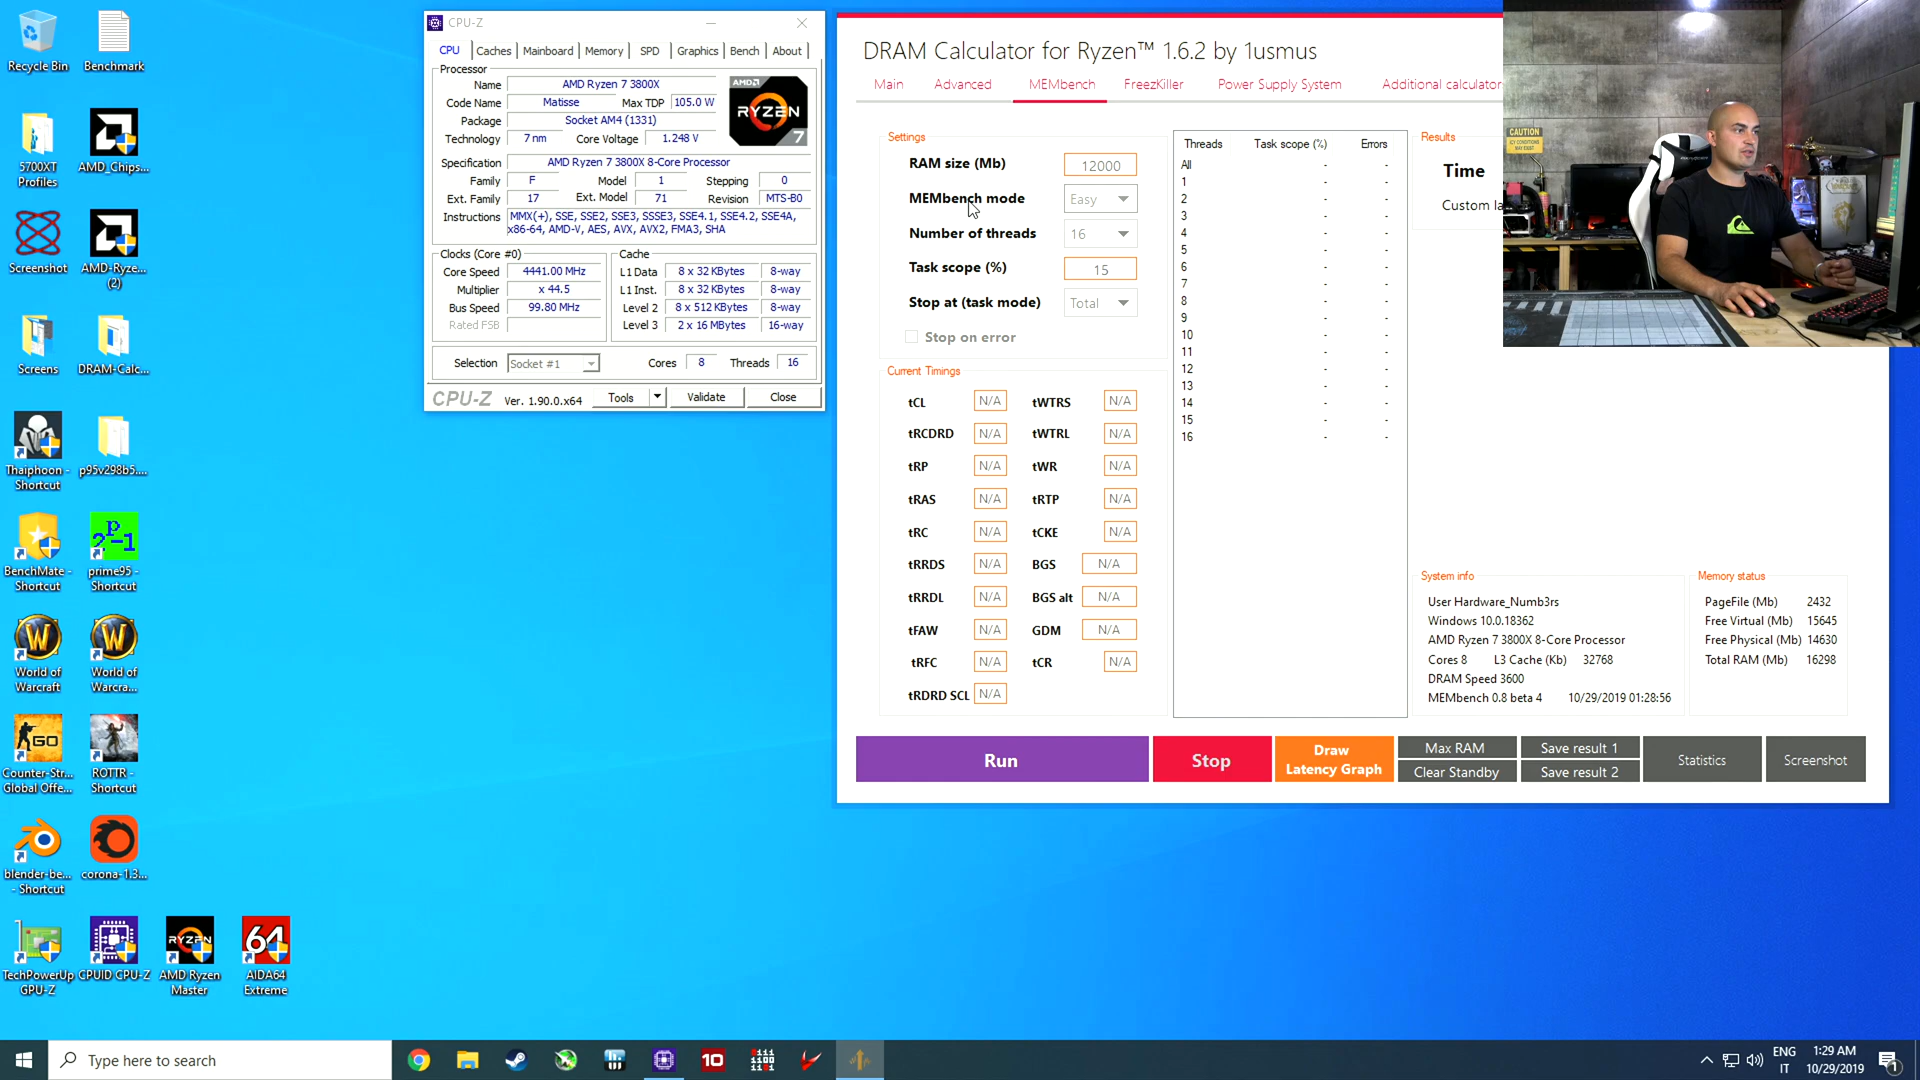 Recycle Bin
Benchmark
5700XT
Profiles
AMD_Chips...
Screenshot
AMD-Ryze...
(2)
Screens
DRAM-Calc...
Thaiphoon -
Shortcut
p95v298b5....
BenchMate -
Shortcut
prime95 -
Shortcut
World of
Warcraft
World of
Warcra...
Counter-Str...
Global Offe...
ROTTR -
Shortcut
blender-be...
- Shortcut
corona-1.3...
TechPowerUp
GPU-Z
CPUID CPU-Z
AMD Ryzen
Master
AIDA64
Extreme
CPU-Z
CPU
Caches
Mainboard
Memory
SPD
Graphics
Bench
About
Processor
Name AMD Ryzen 7 3800X
Code Name Matisse Max TDP 105.0 W
Package Socket AM4 (1331)
Technology 7 nm Core Voltage 1.248 V
AMD
RYZEN
7
Specification AMD Ryzen 7 3800X 8-Core Processor
Family F Model 1 Stepping 0
Ext. Family 17 Ext. Model 71 Revision MTS-B0
Instructions MMX(+), SSE, SSE2, SSE3, SSSE3, SSE4.1, SSE4.2, SSE4A,
x86-64, AMD-V, AES, AVX, AVX2, FMA3, SHA
Clocks (Core #0)
Core Speed 4441.00 MHz
Multiplier x 44.5
Bus Speed 99.80 MHz
Rated FSB
Cache
L1 Data 8 x 32 KBytes 8-way
L1 Inst. 8 x 32 KBytes 8-way
Level 2 8 x 512 KBytes 8-way
Level 3 2 x 16 MBytes 16-way
Selection Socket #1 Cores 8 Threads 16
CPU-Z Ver. 1.90.0.x64 Tools Validate Close
DRAM Calculator for Ryzen™ 1.6.2 by 1usmus
Main
Advanced
MEMbench
FreezKiller
Power Supply System
Additional calculators
Settings
RAM size (Mb) 12000
MEMbench mode Easy
Number of threads 16
Task scope (%) 15
Stop at (task mode) Total
Stop on error
Current Timings
tCL N/A tWTRS N/A
tRCDRD N/A tWTRL N/A
tRP N/A tWR N/A
tRAS N/A tRTP N/A
tRC N/A tCKE N/A
tRRDS N/A BGS N/A
tRRDL N/A BGS alt N/A
tFAW N/A GDM N/A
tRFC N/A tCR N/A
tRDRD SCL N/A
Threads Task scope (%) Errors
All - -
1 - -
2 - -
3 - -
4 - -
5 - -
6 - -
7 - -
8 - -
9 - -
10 - -
11 - -
12 - -
13 - -
14 - -
15 - -
16 - -
Results
Time
Custom la
CAUTION
System info
User Hardware_Numb3rs
Windows 10.0.18362
AMD Ryzen 7 3800X 8-Core Processor
Cores 8 L3 Cache (Kb) 32768
DRAM Speed 3600
MEMbench 0.8 beta 4 10/29/2019 01:28:56
Memory status
PageFile (Mb) 2432
Free Virtual (Mb) 15645
Free Physical (Mb) 14630
Total RAM (Mb) 16298
Run
Stop
Draw
Latency Graph
Max RAM
Clear Standby
Save result 1
Save result 2
Statistics
Screenshot
Type here to search
10
ENG
IT
1:29 AM
10/29/2019
1